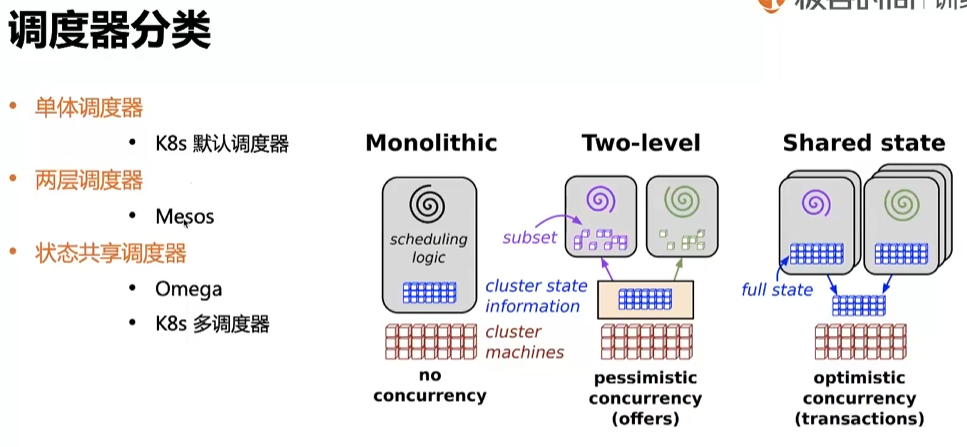 调度器分类
单体调度器
K8s 默认调度器
两层调度器
Mesos
状态共享调度器
Omega
K8s 多调度器
Monolithic
scheduling
logic
cluster state
information
cluster
machines
no
concurrency
Two-level
subset
pessimistic
concurrency
(offers)
Shared state
full state
optimistic
concurrency
(transactions)